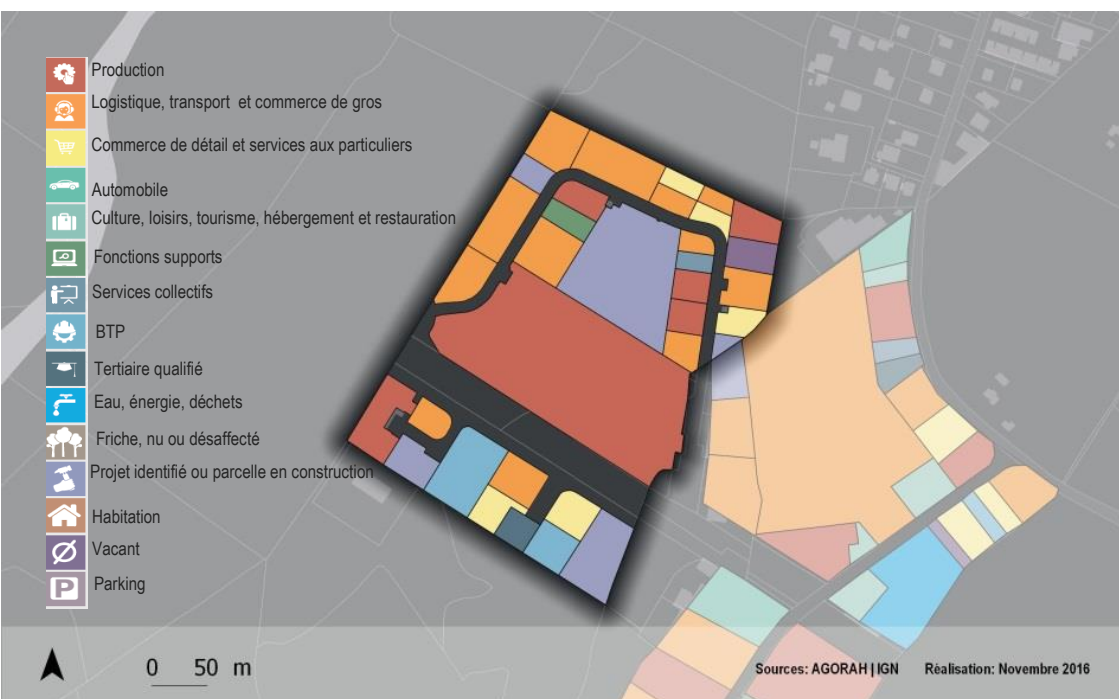 Production
Logistique, transport et commerce de gros
Commerce de détail et services aux particuliers
Automobile
Culture, loisirs, tourisme, hébergement et restauration
Fonctions supports
Services collectifs
BTP
Tertiaire qualifié
Eau, énergie, déchets
Friche, nu ou désaffecté
Projet identifié ou parcelle en construction
Habitation
Vacant
P Parking
0 50 m
Sources: AGORAH | IGN Réalisation: Novembre 2016